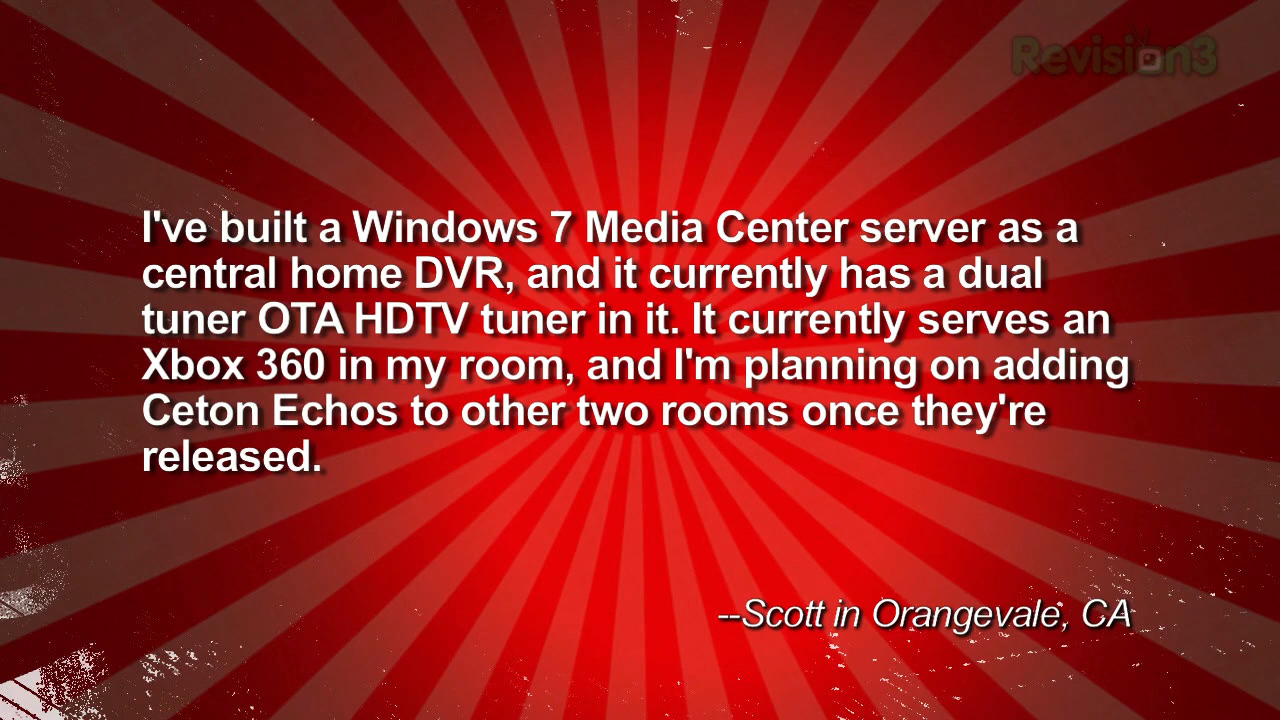 Revision3
I've built a Windows 7 Media Center server as a
central home DVR, and it currently has a dual
tuner OTA HDTV tuner in it. It currently serves an
Xbox 360 in my room, and I'm planning on adding
Ceton Echos to other two rooms once they're
released.
--Scott in Orangevale, CA